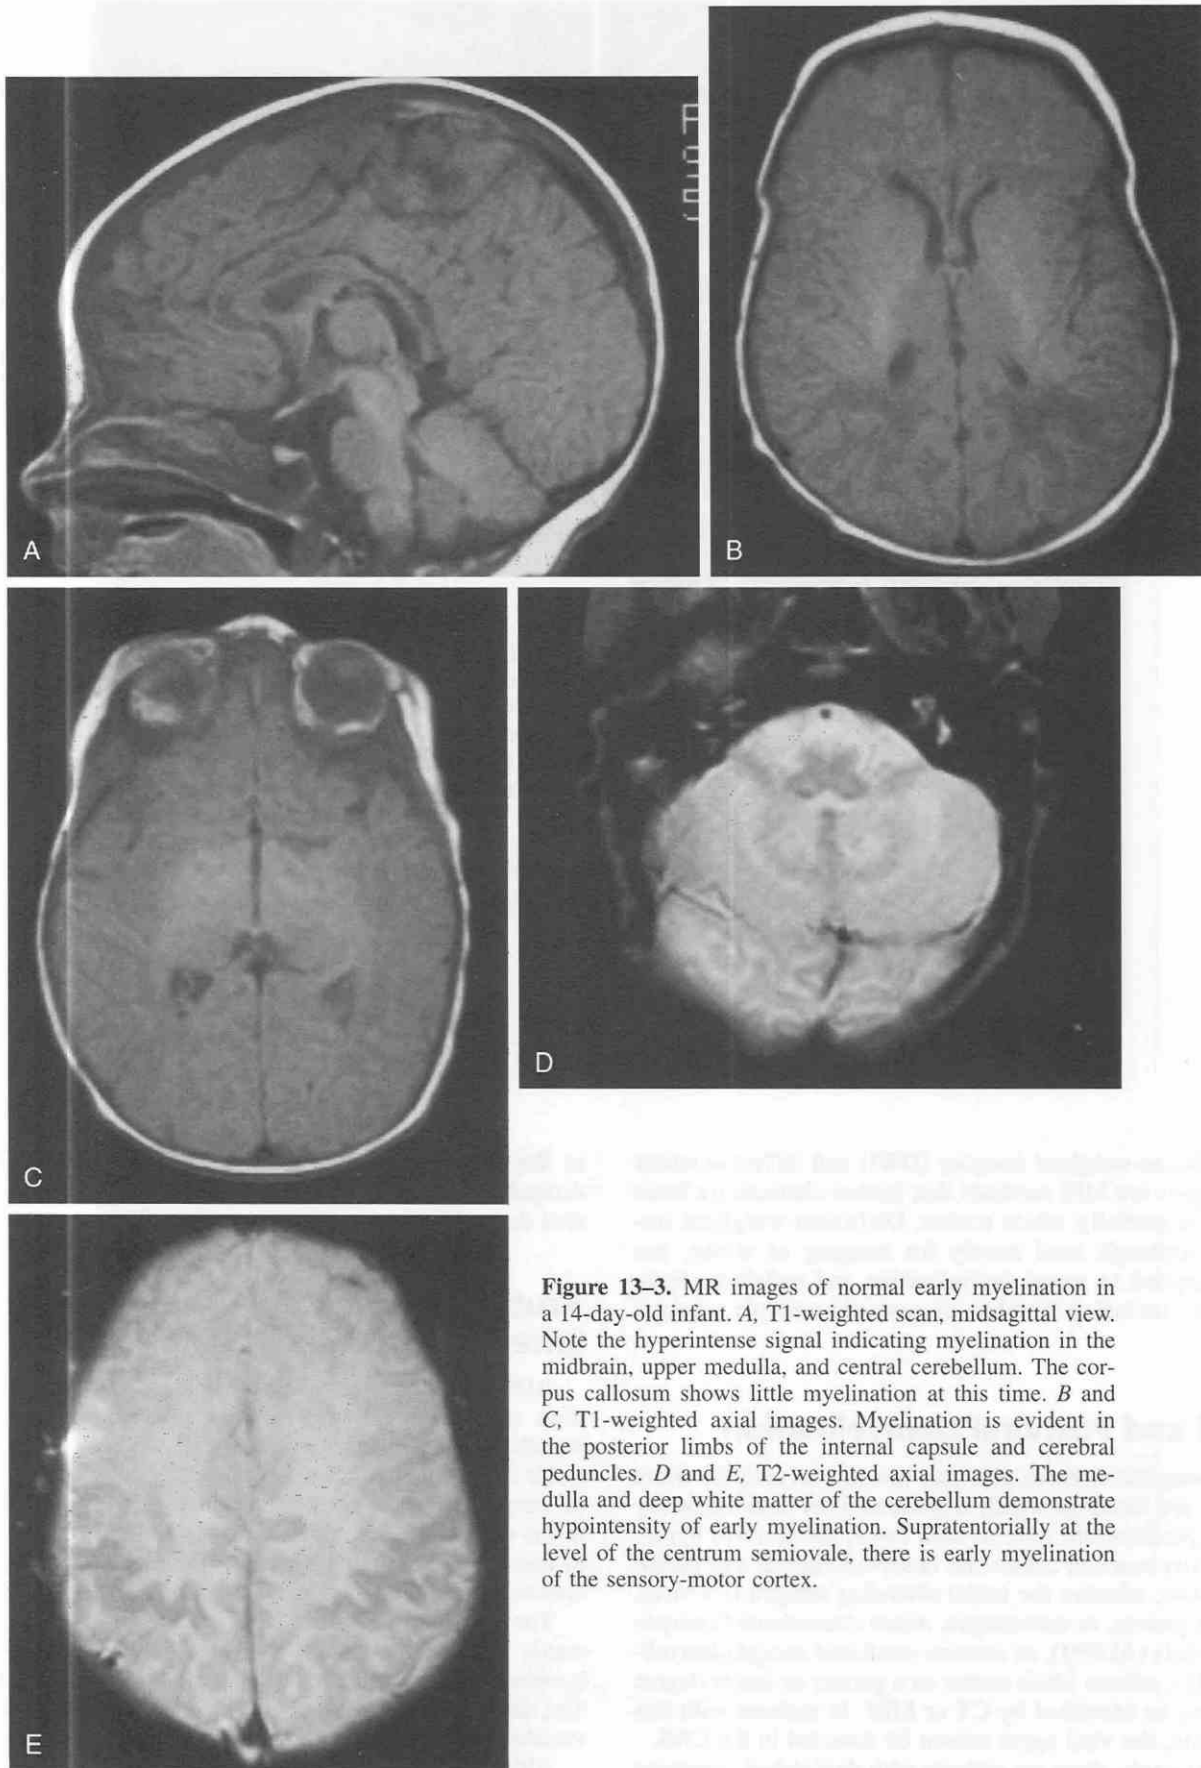 A
B
C
D
E
Figure 13–3. MR images of normal early myelination in
a 14-day-old infant. A, T1-weighted scan, midsagittal view.
Note the hyperintense signal indicating myelination in the
midbrain, upper medulla, and central cerebellum. The cor-
pus callosum shows little myelination at this time. B and
C, T1-weighted axial images. Myelination is evident in
the posterior limbs of the internal capsule and cerebral
peduncles. D and E, T2-weighted axial images. The me-
dulla and deep white matter of the cerebellum demonstrate
hypointensity of early myelination. Supratentorially at the
level of the centrum semiovale, there is early myelination
of the sensory-motor cortex.